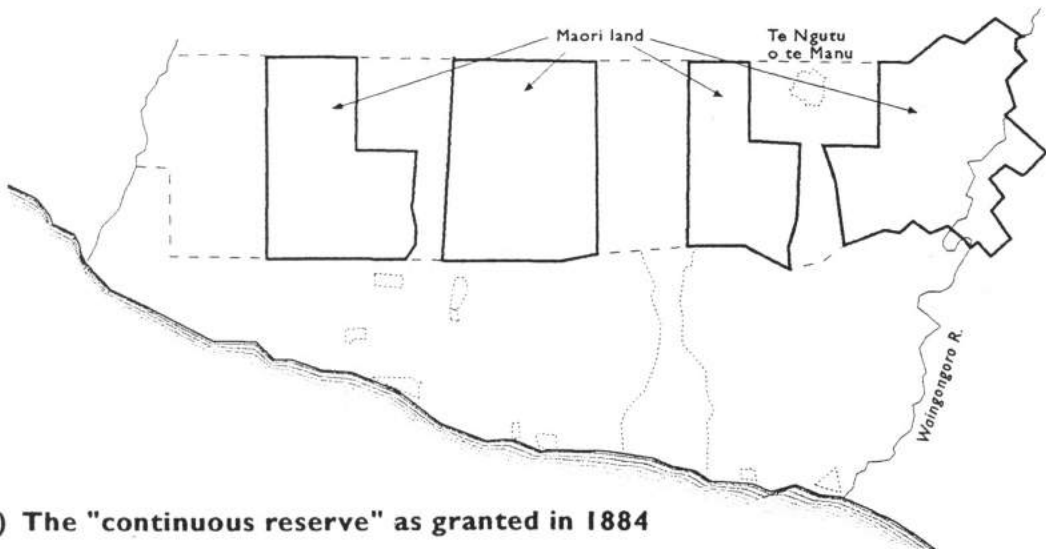 Maori land
Te Ngutu
o te Manu
Waingongoro R.
) The "continuous reserve" as granted in 1884